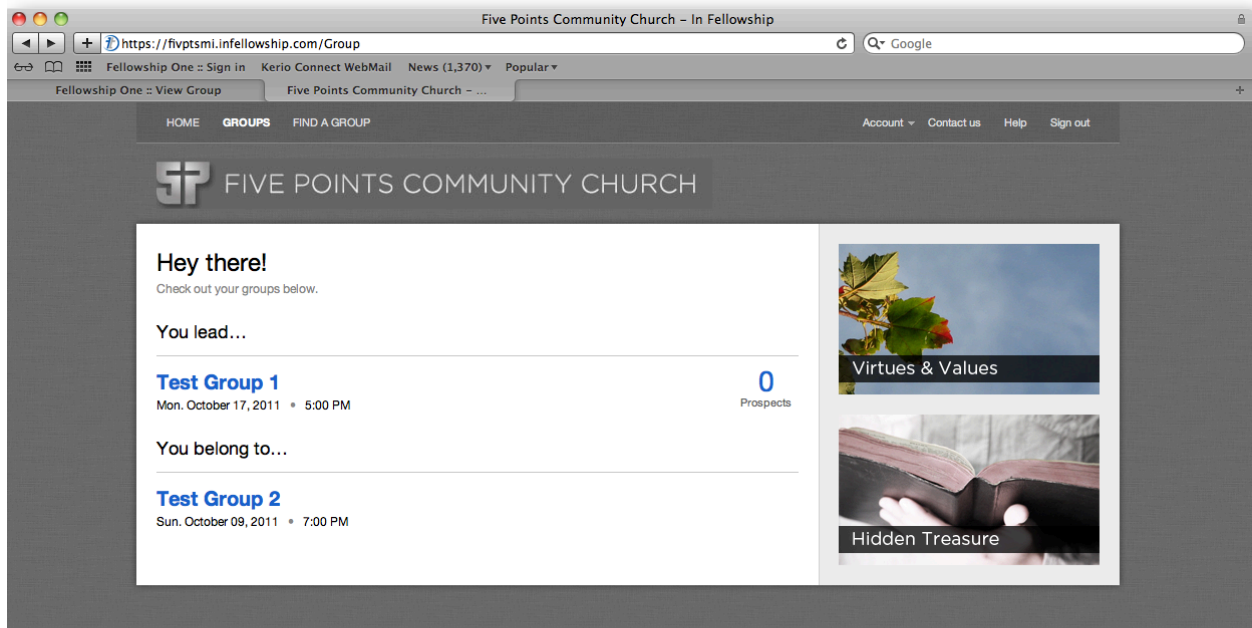 Five Points Community Church – In Fellowship
https://fivptsmi.infellowship.com/Group
Google
Fellowship One :: Sign in Kerio Connect WebMail News (1,370) Popular
Fellowship One :: View Group Five Points Community Church – ...
HOME GROUPS FIND A GROUP Account Contact us Help Sign out
5P FIVE POINTS COMMUNITY CHURCH
Hey there!
Check out your groups below.
You lead...
Test Group 1
Mon. October 17, 2011 • 5:00 PM
0
Prospects
You belong to...
Test Group 2
Sun. October 09, 2011 • 7:00 PM
Virtues & Values
Hidden Treasure